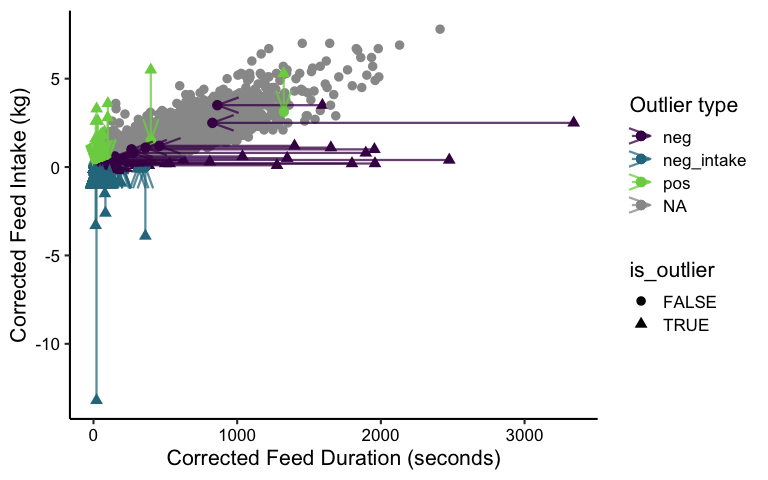 5
0
-5
-10
Corrected Feed Intake (kg)
0 1000 2000 3000
Corrected Feed Duration (seconds)
Outlier type
neg
neg_intake
pos
NA
is_outlier
FALSE
TRUE